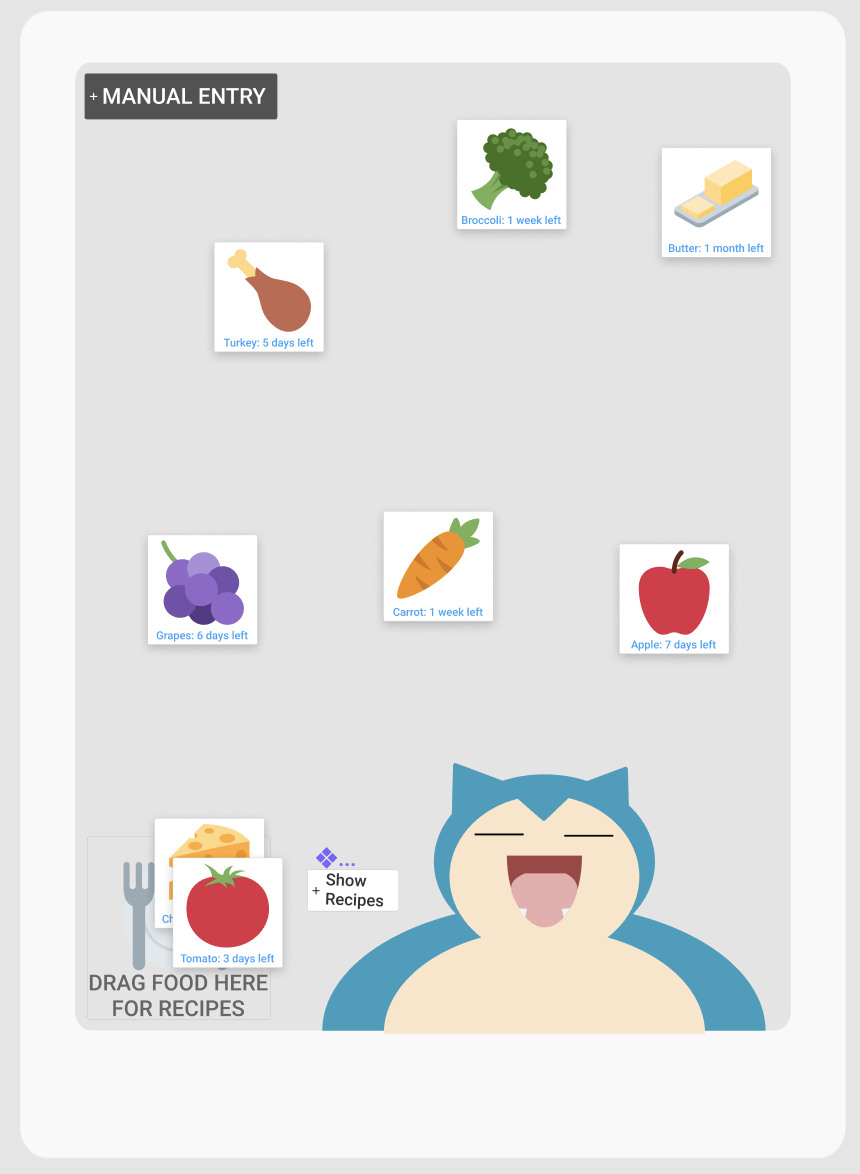 + MANUAL ENTRY
Broccoli: 1 week left
Butter: 1 month left
Turkey: 5 days left
Carrot: 1 week left
Grapes: 6 days left
Apple: 7 days left
...
+ Show
Recipes
Ch
Tomato: 3 days left
DRAG FOOD HERE
FOR RECIPES